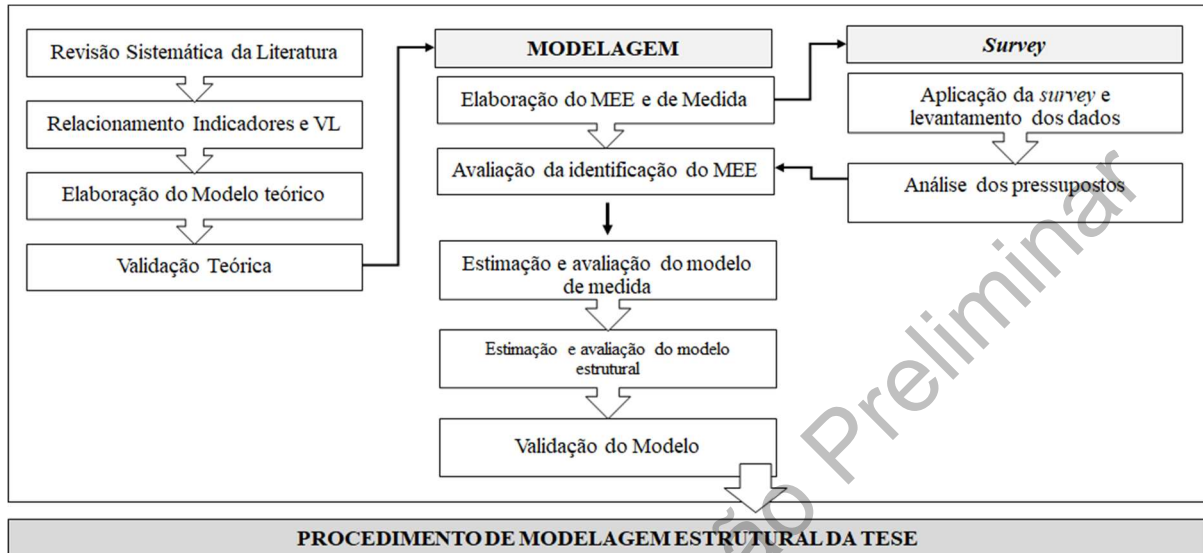 Revisão Sistemática da Literatura
Relacionamento Indicadores e VL
Elaboração do Modelo teórico
Validação Teórica
MODELAGEM
Elaboração do MEE e de Medida
Avaliação da identificação do MEE
Estimação e avaliação do modelo
de medida
Estimação e avaliação do modelo
estrutural
Validação do Modelo
Survey
Aplicação da survey e
levantamento dos dados
Análise dos pressupostos
ão Preliminar
PROCEDIMENTO DE MODELAGEM ESTRUTURAL DA TESE